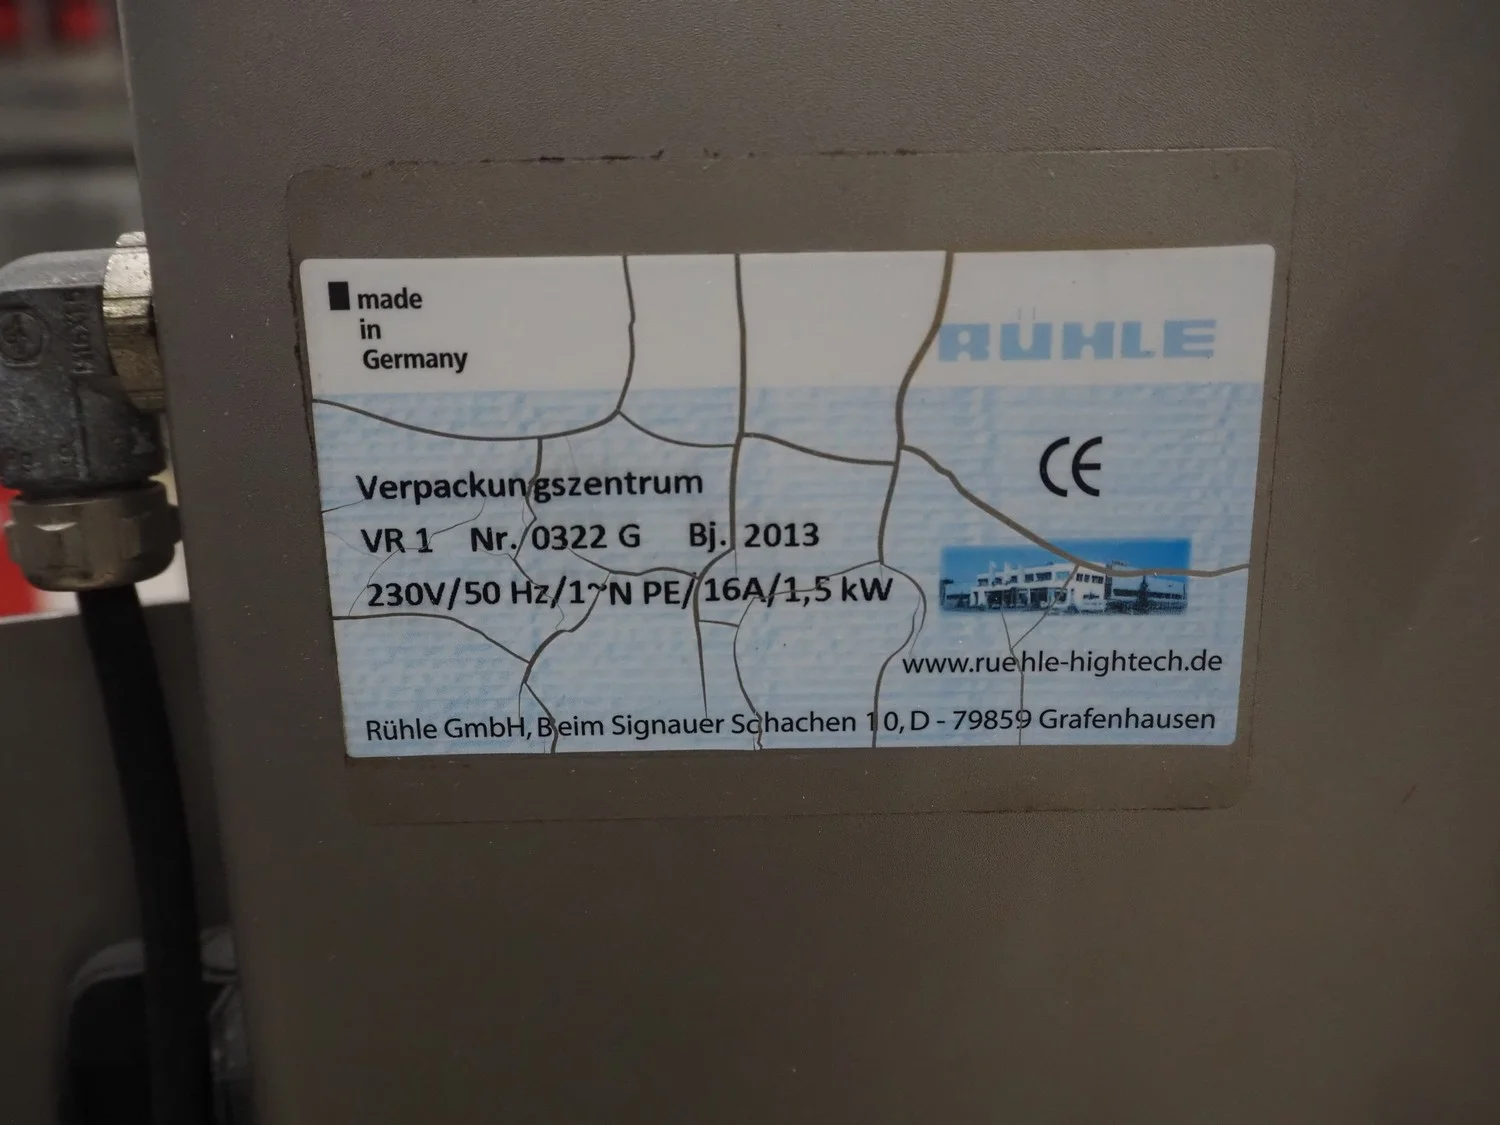 made
in
Germany
RÜHLE
CE
Verpackungszentrum
VR 1 Nr. 0322 G Bj. 2013
230V/50 Hz/1~N PE/16A/1,5 kW
www.ruehle-hightech.de
Rühle GmbH, Beim Signauer Schachen 10, D - 79859 Grafenhausen